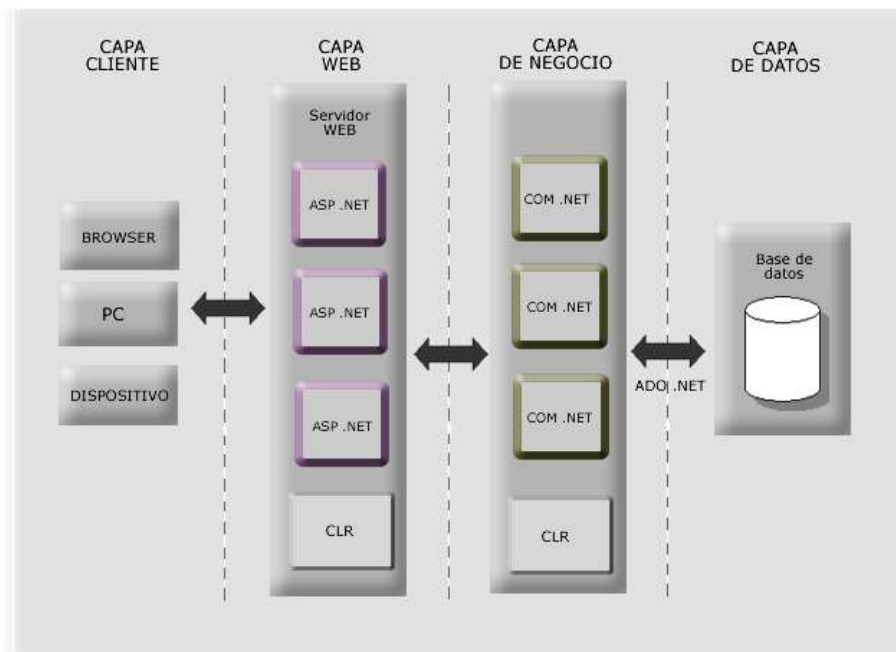 CAPA
CLIENTE
CAPA
WEB
CAPA
DE NEGOCIO
CAPA
DE DATOS
BROWSER
PC
DISPOSITIVO
Servidor
WEB
ASP .NET
ASP .NET
ASP .NET
CLR
COM .NET
COM .NET
COM .NET
CLR
ADO .NET
Base de
datos